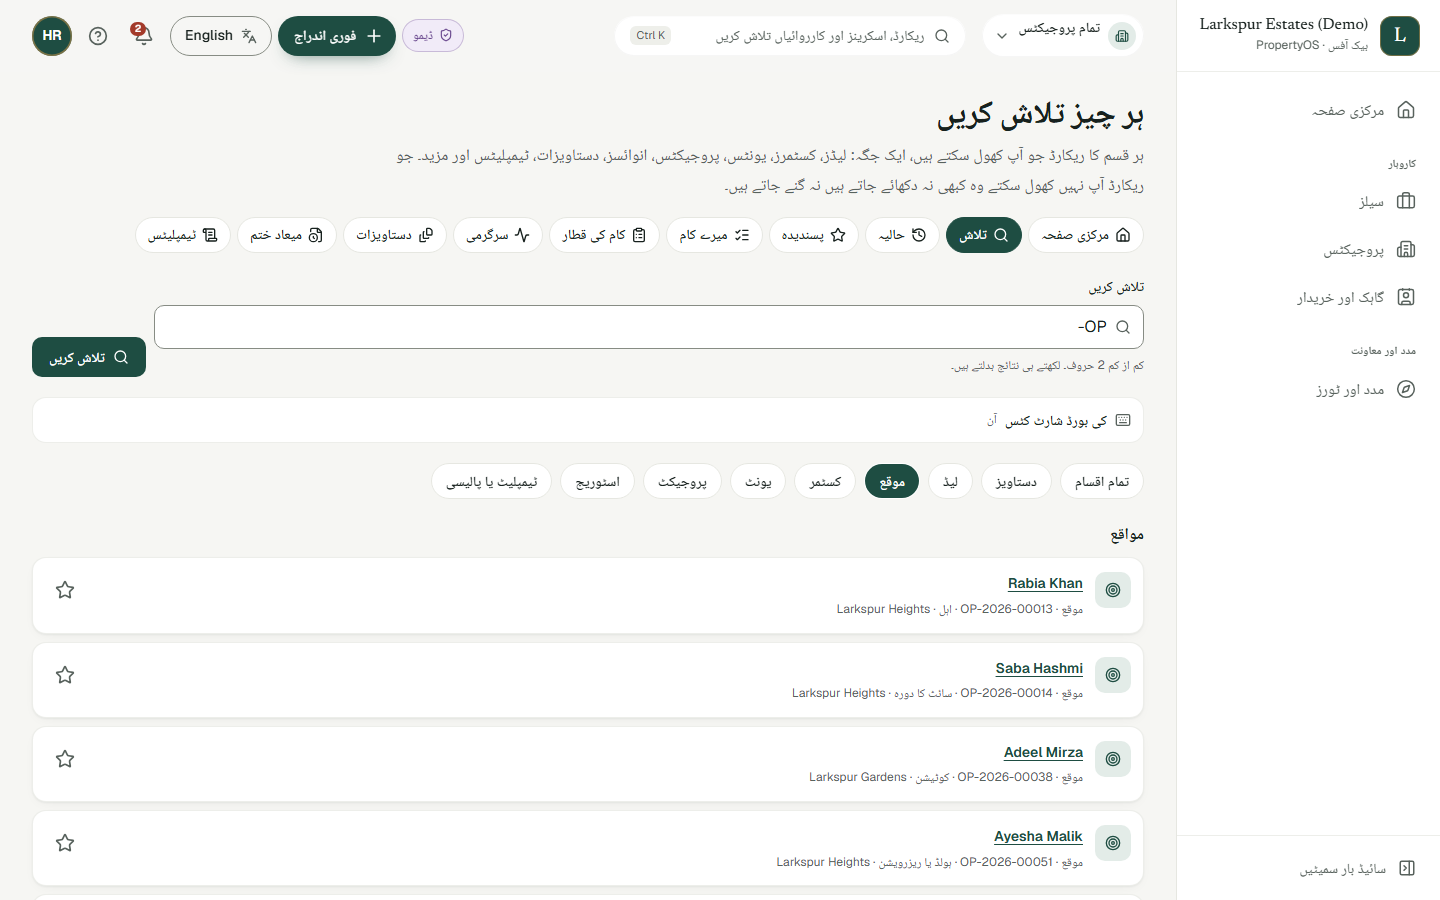 Larkspur Estates (Demo)
بیک آفس · PropertyOS
L
تمام پروجیکٹس
ریکارڈ، اسکرینز اور کارروائیاں تلاش کریں
Ctrl K
ڈیمو
فوری اندراج
English
2
HR
مرکزی صفحہ
کاروبار
سیلز
پروجیکٹس
گاہک اور خریدار
مدد اور معاونت
مدد اور ٹورز
سائیڈ بار سمیٹیں
ہر چیز تلاش کریں
ہر قسم کا ریکارڈ جو آپ کھول سکتے ہیں، ایک جگہ: لیڈز، کسٹمرز، یونٹس، پروجیکٹس، انوائسز، دستاویزات، ٹیمپلیٹس اور مزید۔ جو
ریکارڈ آپ نہیں کھول سکتے وہ کبھی نہ دکھائے جاتے ہیں نہ گنے جاتے ہیں۔
مرکزی صفحہ
تلاش
حالیہ
پسندیدہ
میرے کام
کام کی قطار
سرگرمی
دستاویزات
میعاد ختم
ٹیمپلیٹس
تلاش کریں
OP-
تلاش کریں
کم از کم 2 حروف۔ لکھتے ہی نتائج بدلتے ہیں۔
کی بورڈ شارٹ کٹس آن
تمام اقسام
دستاویز
لیڈ
موقع
کسٹمر
یونٹ
پروجیکٹ
اسٹوریج
ٹیمپلیٹ یا پالیسی
مواقع
Rabia Khan
موقع · OP-2026-00013 · اہل · Larkspur Heights
Saba Hashmi
موقع · OP-2026-00014 · سائٹ کا دورہ · Larkspur Heights
Adeel Mirza
موقع · OP-2026-00038 · کوٹیشن · Larkspur Gardens
Ayesha Malik
موقع · OP-2026-00051 · ہولڈ یا ریزرویشن · Larkspur Heights